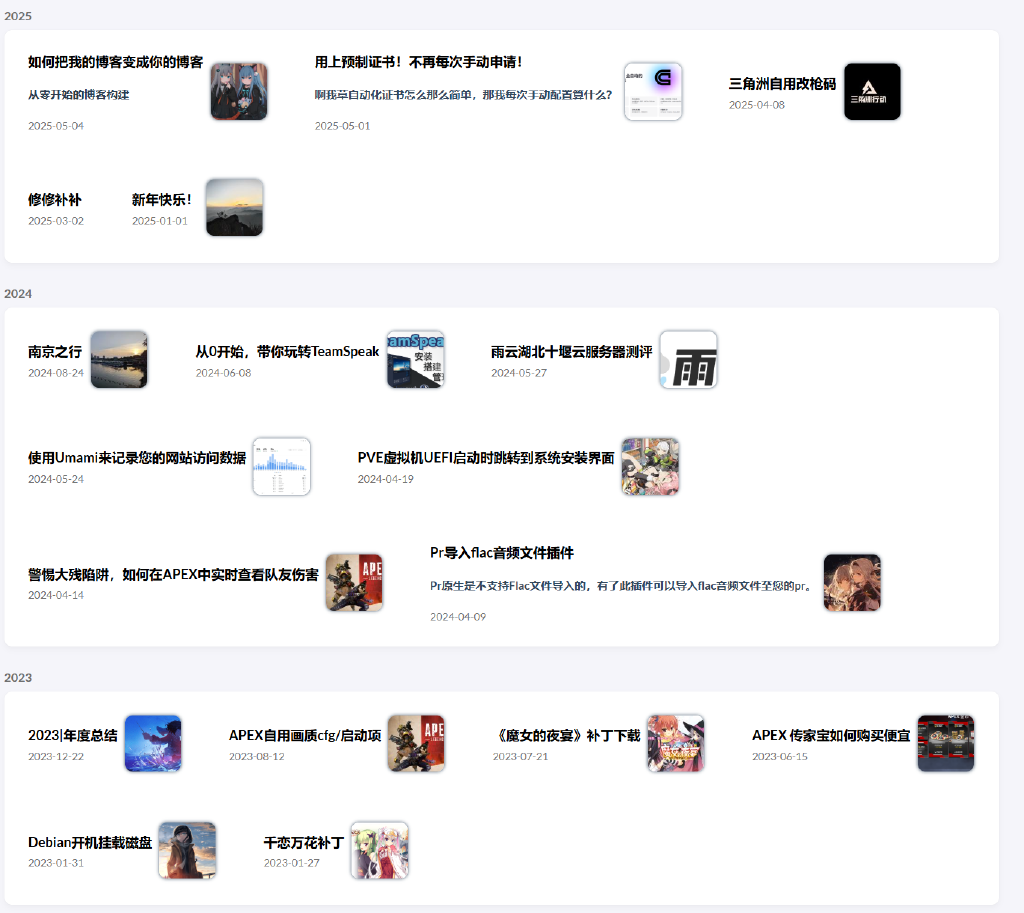 2025
如何把我的博客变成你的博客
从零开始的博客构建
2025-05-04
用上预制证书！不再每次手动申请！
啊我草自动化证书怎么那么简单，那我每次手动配置算什么？
2025-05-01
三角洲自用改枪码
2025-04-08
三角洲行动
修修补补
2025-03-02
新年快乐！
2025-01-01
2024
南京之行
2024-08-24
从0开始，带你玩转TeamSpeak
2024-06-08
eamSpea
安装
搭建
管
雨云湖北十堰云服务器测评
2024-05-27
雨
使用Umami来记录您的网站访问数据
2024-05-24
PVE虚拟机UEFI启动时跳转到系统安装界面
2024-04-19
警惕大残陷阱，如何在APEX中实时查看队友伤害
2024-04-14
APE
Pr导入flac音频文件插件
Pr原生是不支持Flac文件导入的，有了此插件可以导入flac音频文件至您的pr。
2024-04-09
2023
2023|年度总结
2023-12-22
APEX自用画质cfg/启动项
2023-08-12
APE
《魔女的夜宴》补丁下载
2023-07-21
APEX 传家宝如何购买便宜
2023-06-15
Debian开机挂载磁盘
2023-01-31
千恋万花补丁
2023-01-27